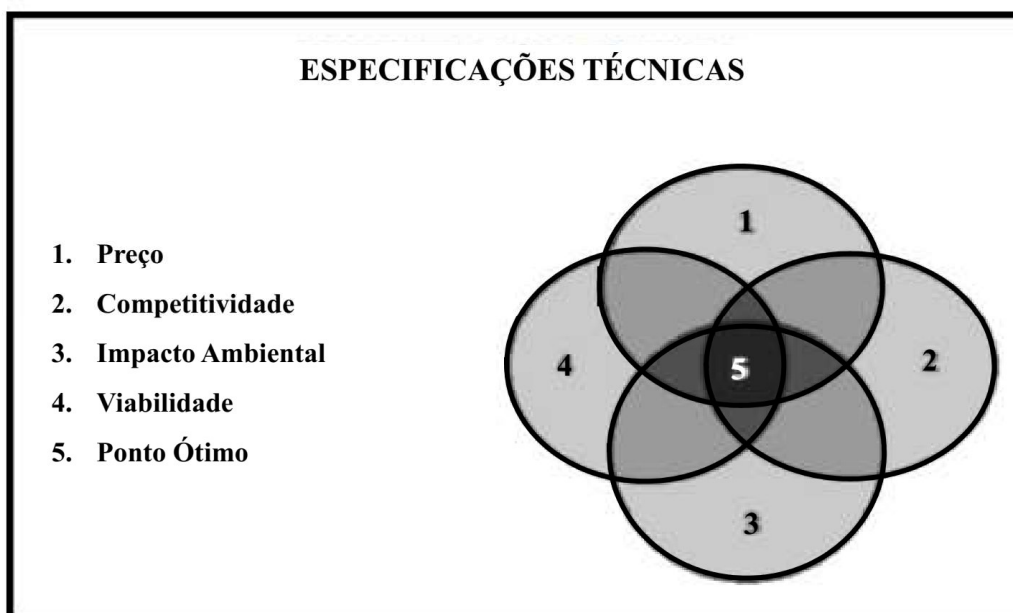 ESPECIFICAÇÕES TÉCNICAS
1. Preço
2. Competitividade
3. Impacto Ambiental
4. Viabilidade
5. Ponto Ótimo
1
4
5
2
3